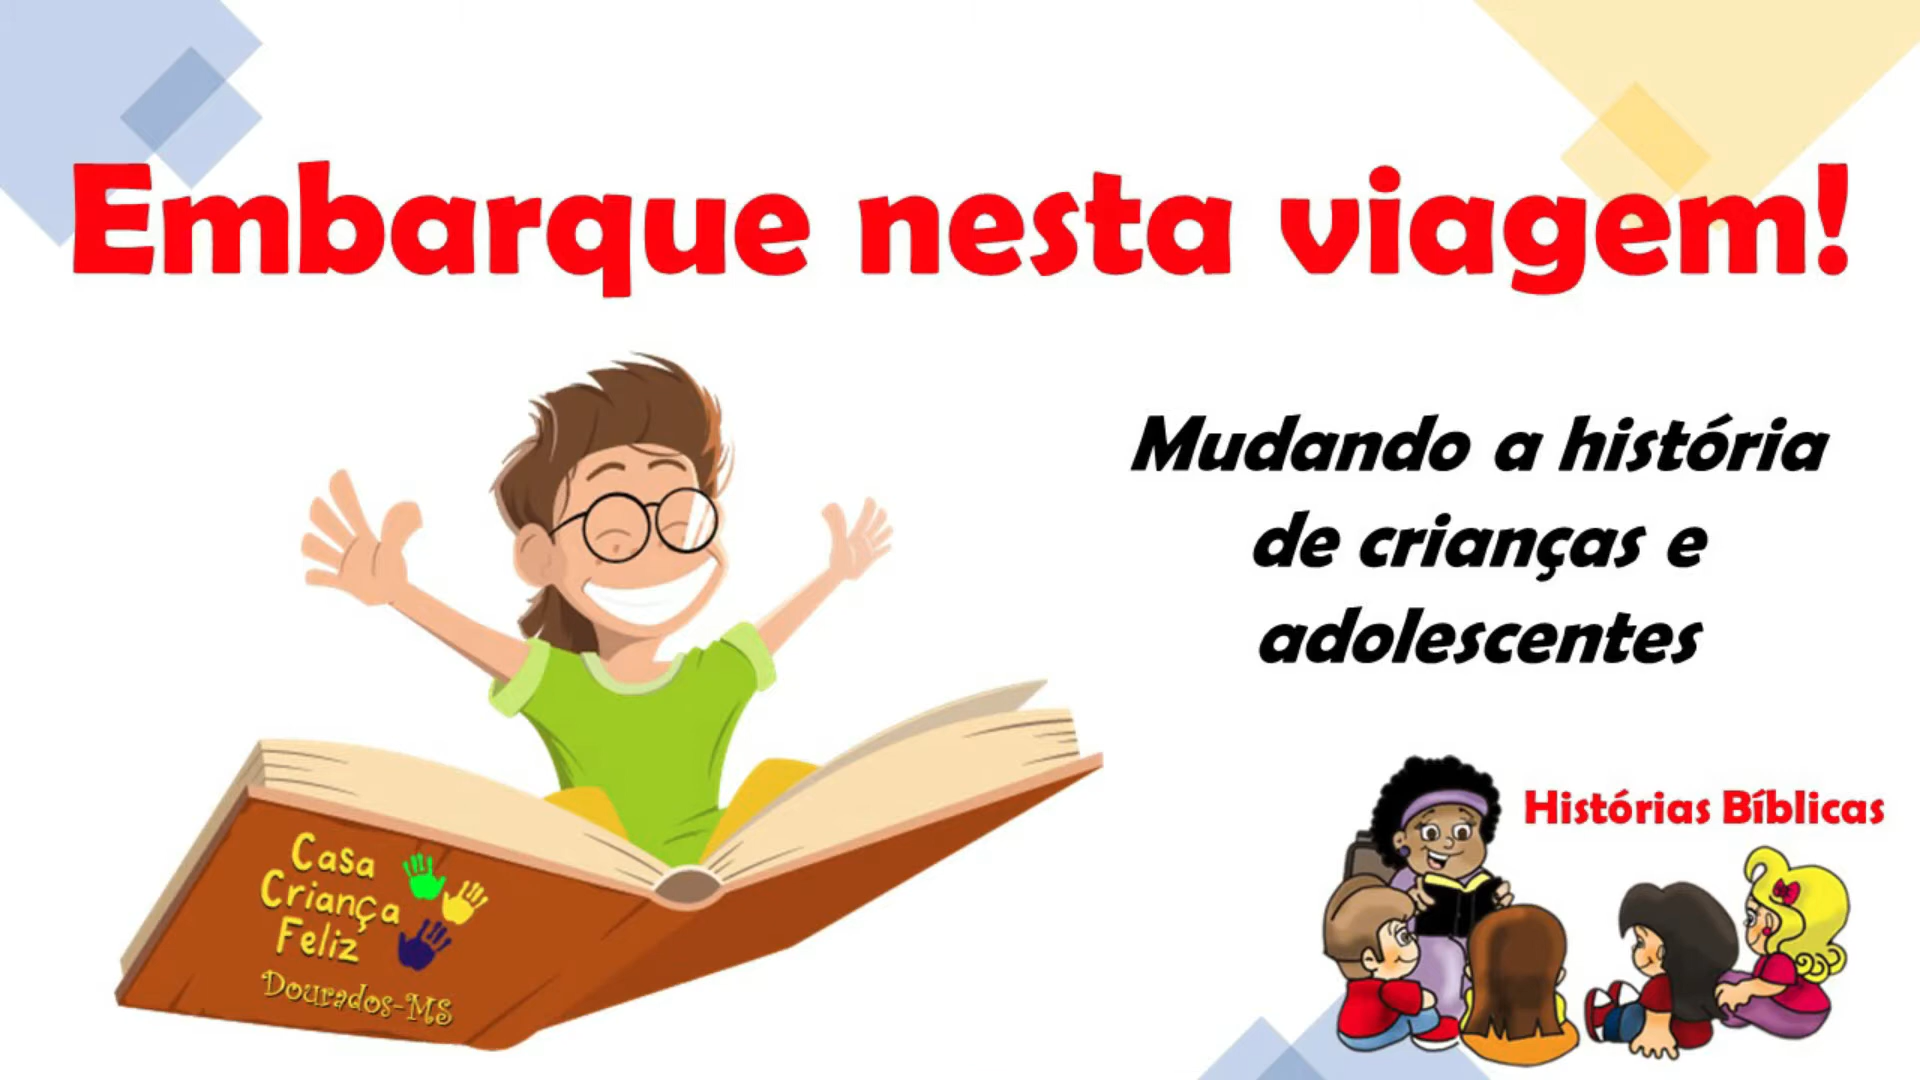 Embarque nesta viagem!
Mudando a história
de crianças e
adolescentes
Histórias Bíblicas
Casa
Criança
Feliz
Dourados-MS